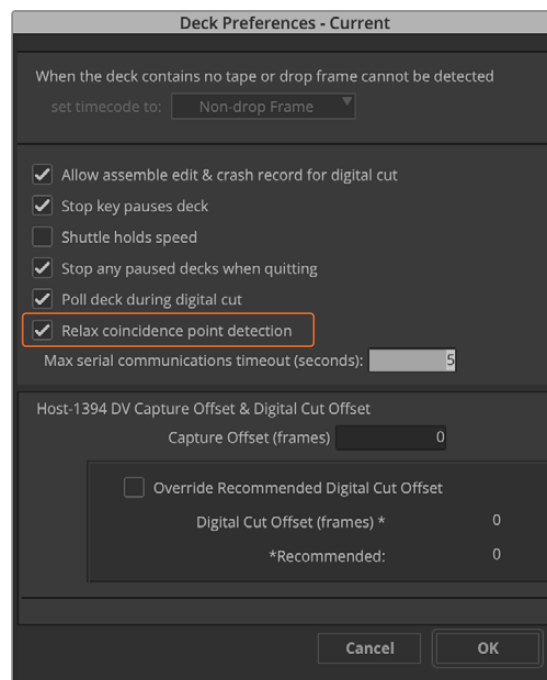 Deck Preferences - Current
When the deck contains no tape or drop frame cannot be detected
set timecode to: Non-drop Frame
Allow assemble edit & crash record for digital cut
Stop key pauses deck
Shuttle holds speed
Stop any paused decks when quitting
Poll deck during digital cut
Relax coincidence point detection
Max serial communications timeout (seconds): 5
Host-1394 DV Capture Offset & Digital Cut Offset
Capture Offset (frames) 0
Override Recommended Digital Cut Offset
Digital Cut Offset (frames) * 0
*Recommended: 0
Cancel OK